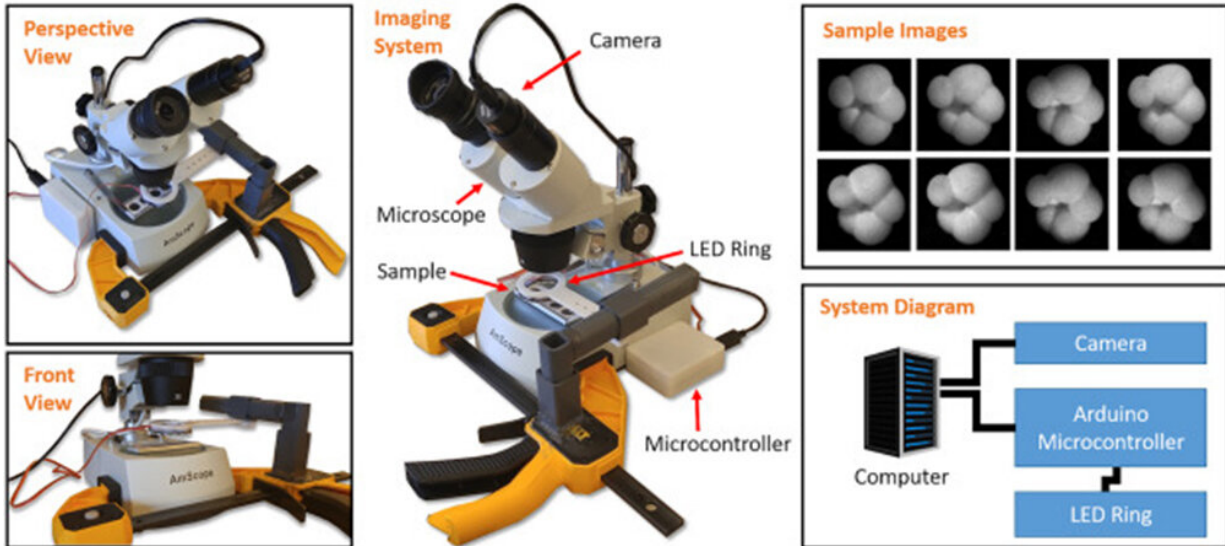 Perspective
View
AmScope
Front
View
AmScope
Imaging
System
Camera
Microscope
LED Ring
Sample
AmScope
Microcontroller
Sample Images
System Diagram
Camera
Arduino
Microcontroller
Computer
LED Ring